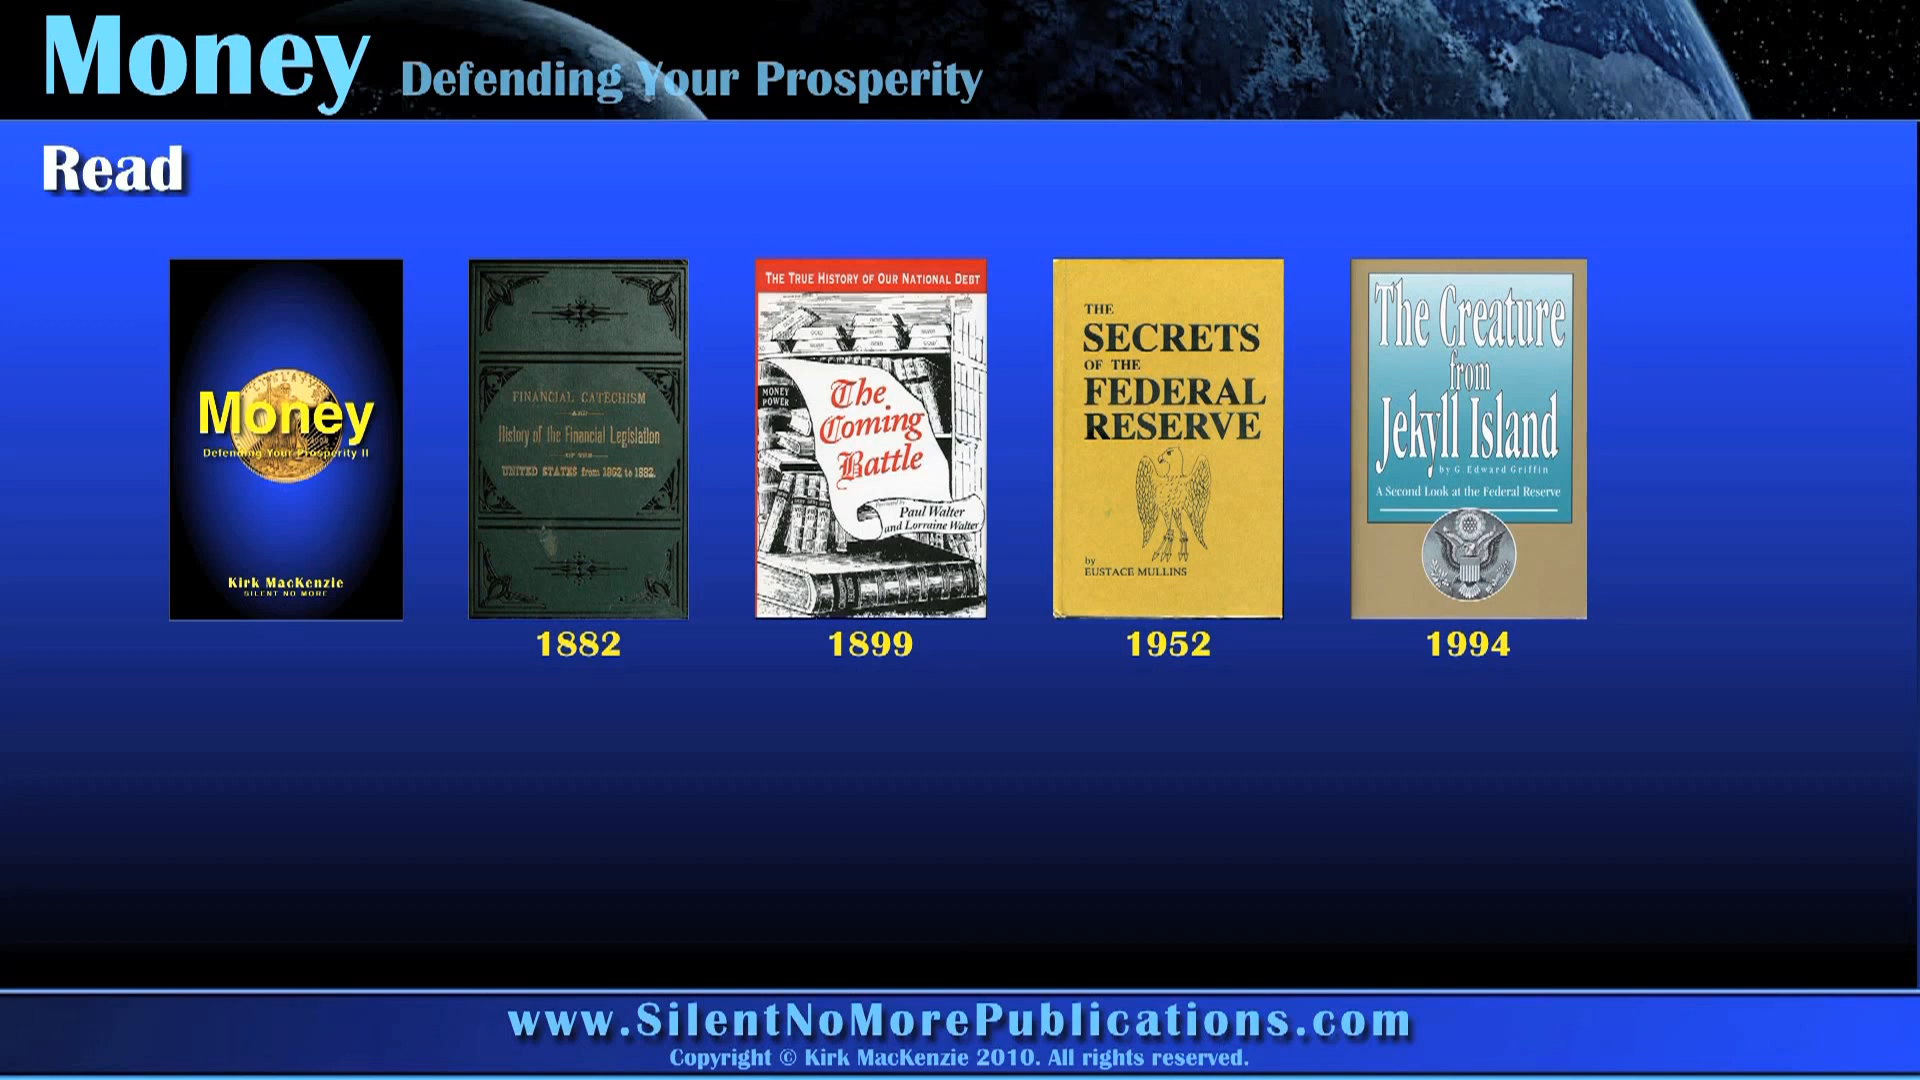 Money Defending Your Prosperity
Read
Money
Defending Your Prosperity II
Kirk MacKenzie
SILENT NO MORE
FINANCIAL CATECHISM
AND
History of the Financial Legislation
OF THE
UNITED STATES from 1862 to 1882.
1882
THE TRUE HISTORY OF OUR NATIONAL DEBT
MONEY
POWER
The
Coming
Battle
Paul Walter
and Lorraine Walter
1899
THE
SECRETS
OF THE
FEDERAL
RESERVE
by
EUSTACE MULLINS
1952
The Creature
from
Jekyll Island
by G. Edward Griffin
A Second Look at the Federal Reserve
1994
www.SilentNoMorePublications.com
Copyright © Kirk MacKenzie 2010. All rights reserved.